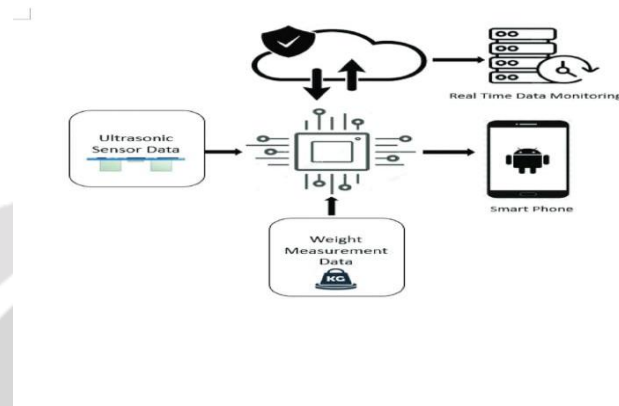 Real Time Data Monitoring
Ultrasonic
Sensor Data
Smart Phone
Weight
Measurement
Data
KG